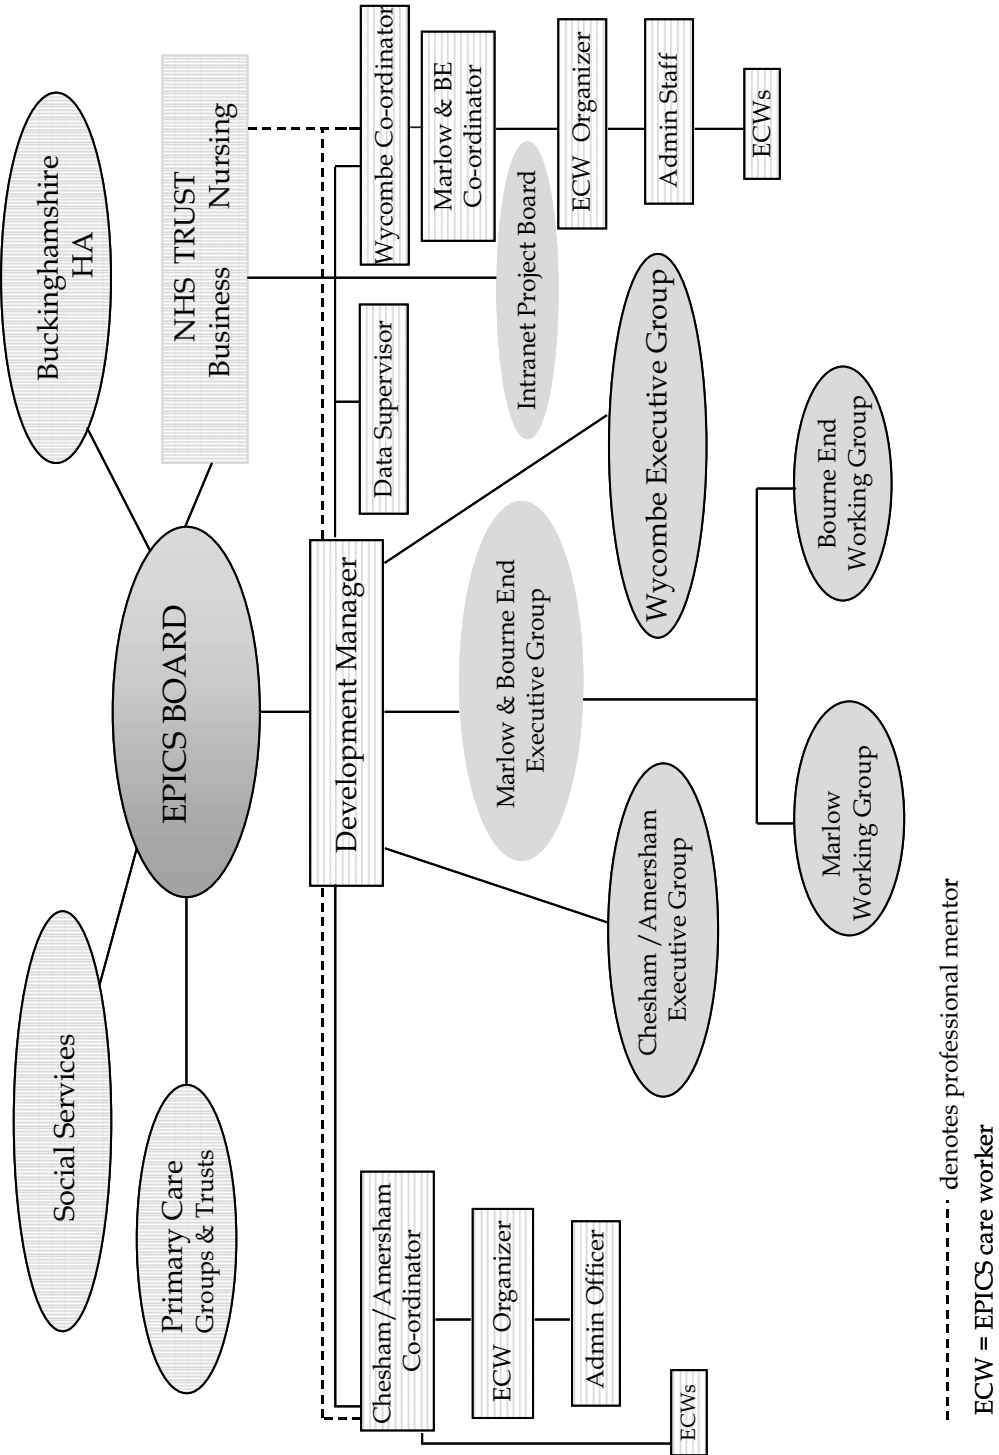 Social Services
Buckinghamshire
HA
Primary Care
Groups & Trusts
EPICS BOARD
NHS TRUST
Business Nursing
Development Manager
Chesham/Amersham
Co-ordinator
Data Supervisor
Wycombe Co-ordinator
Marlow & BE
Co-ordinator
ECW Organizer
Marlow & Bourne End
Executive Group
Intranet Project Board
ECW Organizer
Admin Officer
Chesham /Amersham
Executive Group
Wycombe Executive Group
Admin Staff
ECWs
ECWs
Marlow
Working Group
Bourne End
Working Group
denotes professional mentor
ECW = EPICS care worker